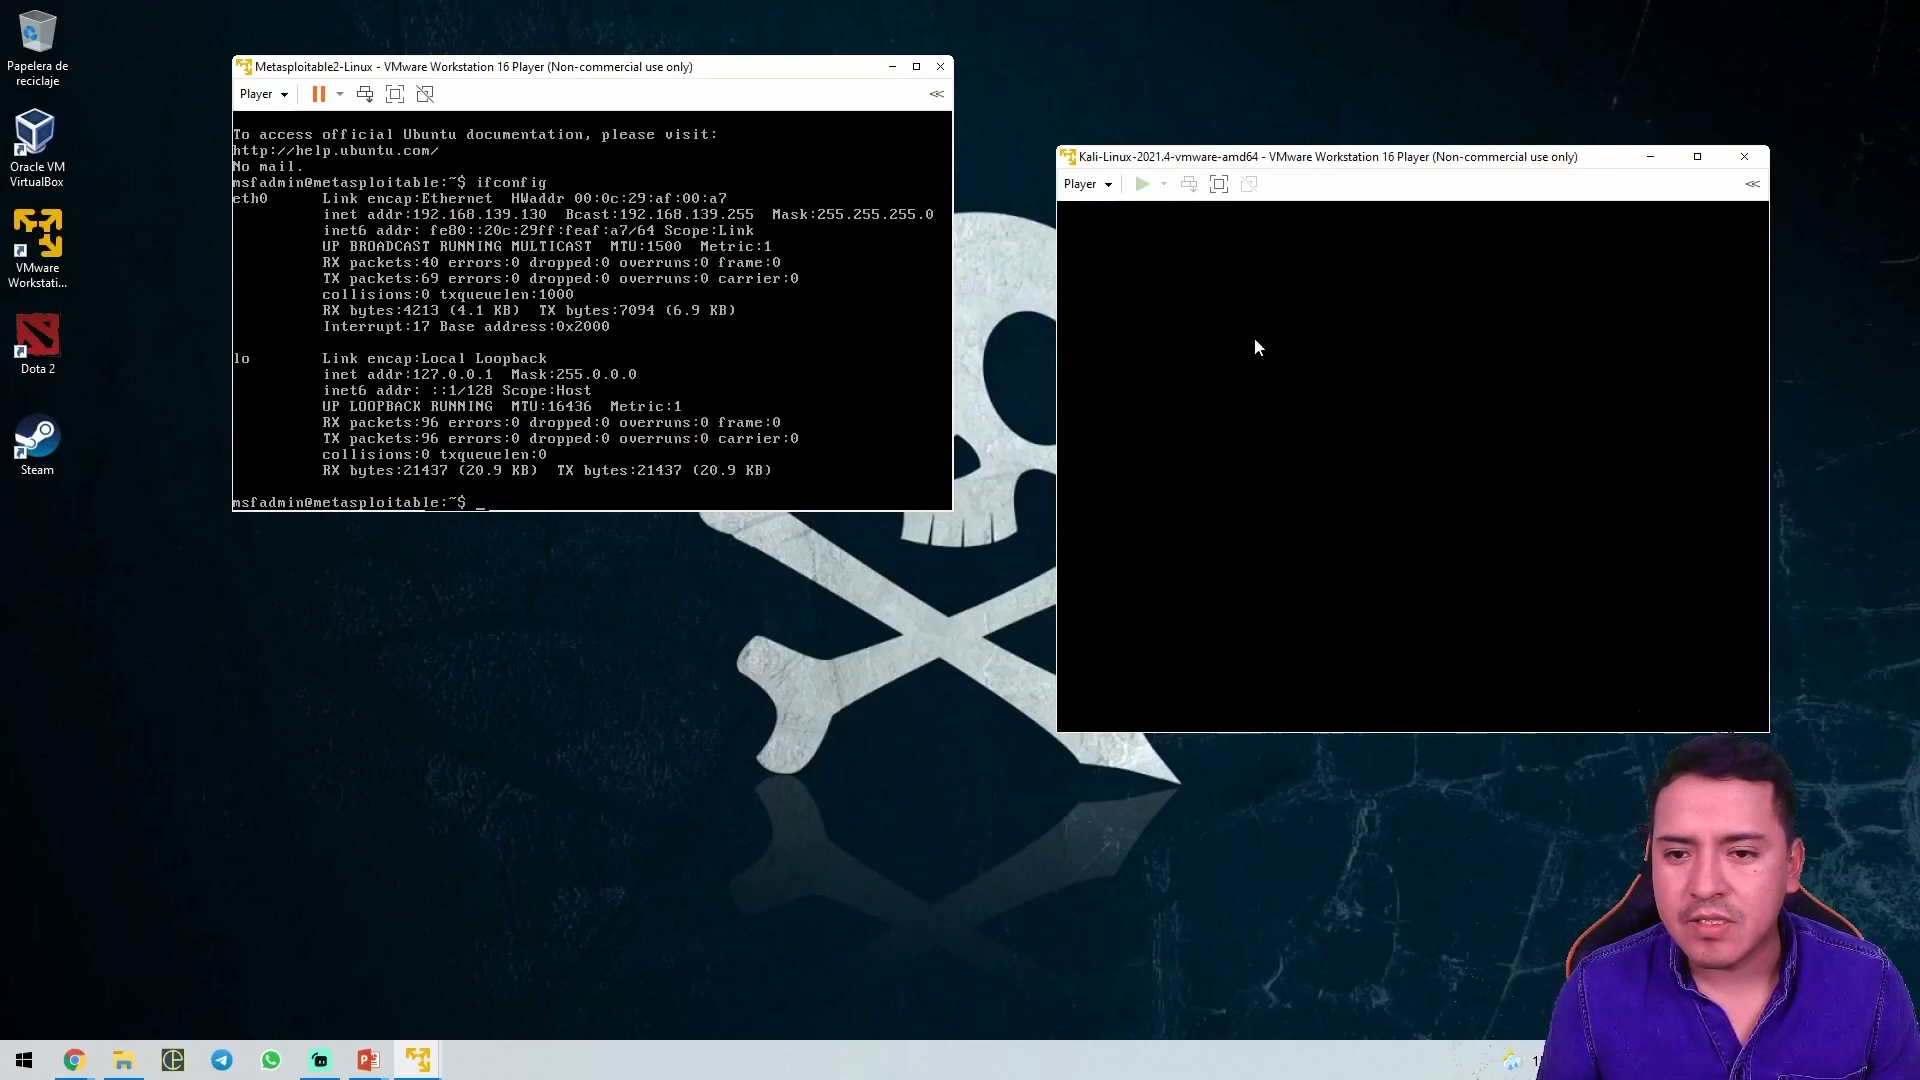 Papelera de
reciclaje
Oracle VM
VirtualBox
VMware
Workstati...
Dota 2
Steam
Metasploitable2-Linux - VMware Workstation 16 Player (Non-commercial use only)
Player
To access official Ubuntu documentation, please visit:
http://help.ubuntu.com/
No mail.
msfadmin@metasploitable:~$ ifconfig
eth0      Link encap:Ethernet  HWaddr 00:0c:29:af:00:a7
inet addr:192.168.139.130  Bcast:192.168.139.255  Mask:255.255.255.0
inet6 addr: fe80::20c:29ff:feaf:a7/64 Scope:Link
UP BROADCAST RUNNING MULTICAST  MTU:1500  Metric:1
RX packets:40 errors:0 dropped:0 overruns:0 frame:0
TX packets:69 errors:0 dropped:0 overruns:0 carrier:0
collisions:0 txqueuelen:1000
RX bytes:4213 (4.1 KB)  TX bytes:7094 (6.9 KB)
Interrupt:17 Base address:0x2000
lo        Link encap:Local Loopback
inet addr:127.0.0.1  Mask:255.0.0.0
inet6 addr: ::1/128 Scope:Host
UP LOOPBACK RUNNING  MTU:16436  Metric:1
RX packets:96 errors:0 dropped:0 overruns:0 frame:0
TX packets:96 errors:0 dropped:0 overruns:0 carrier:0
collisions:0 txqueuelen:0
RX bytes:21437 (20.9 KB)  TX bytes:21437 (20.9 KB)
msfadmin@metasploitable:~$ _
Kali-Linux-2021.4-vmware-amd64 - VMware Workstation 16 Player (Non-commercial use only)
Player